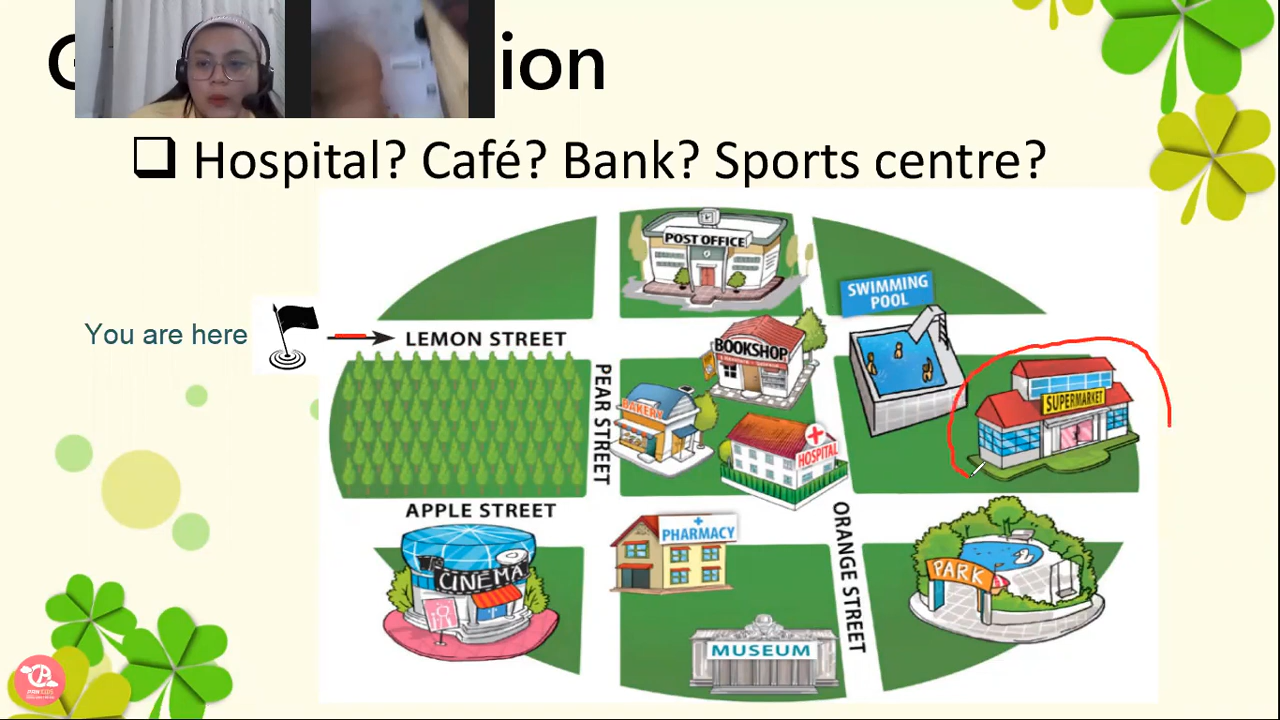 ion
Hospital? Café? Bank? Sports centre?
POST OFFICE
SWIMMING
POOL
You are here
LEMON STREET
BOOKSHOP
PEAR STREET
BAKERY
SUPERMARKET
HOSPITAL
APPLE STREET
ORANGE STREET
PHARMACY
CINEMA
PARK
MUSEUM